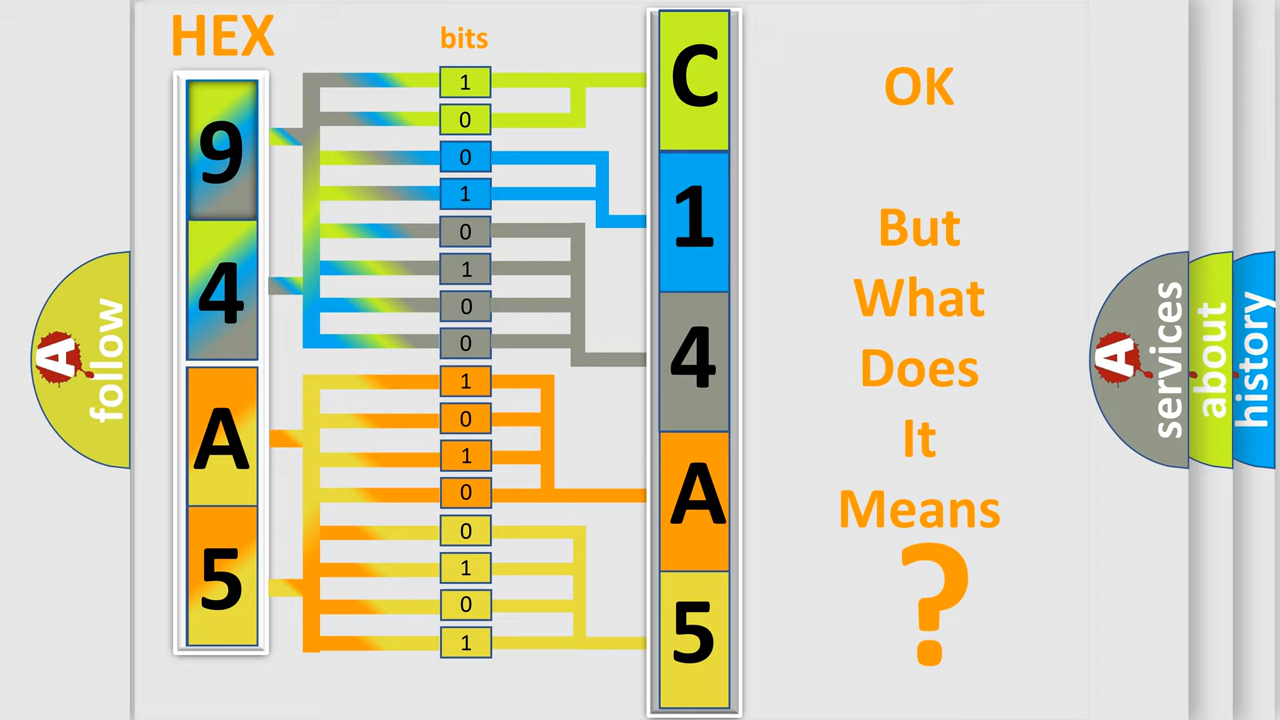 HEX
bits
9
4
A
5
1
0
0
1
0
1
0
0
1
0
1
0
0
1
0
1
C
1
4
A
5
OK
But
What
Does
It
Means
?
A
follow
A
services
about
history